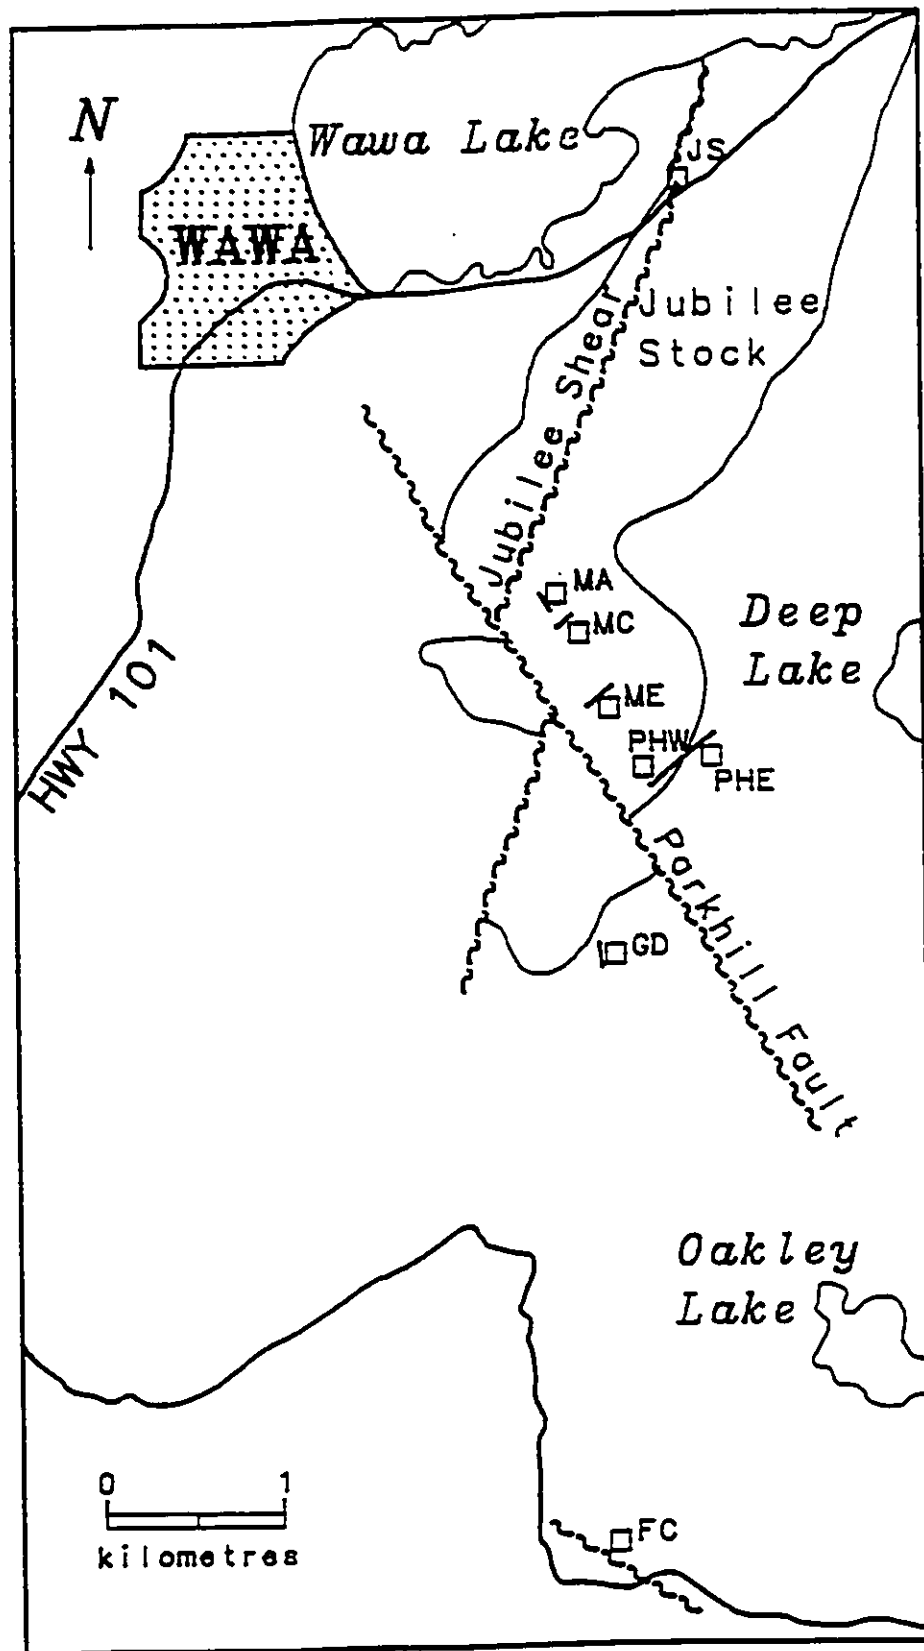 N
Wawa Lake
JS
WAWA
Jubilee
Stock
Jubilee Shear
MA
MC
Deep
Lake
ME
HWY 101
PHW
PHE
Parkhill Fault
GD
Oakley
Lake
0 1
kilometres
FC